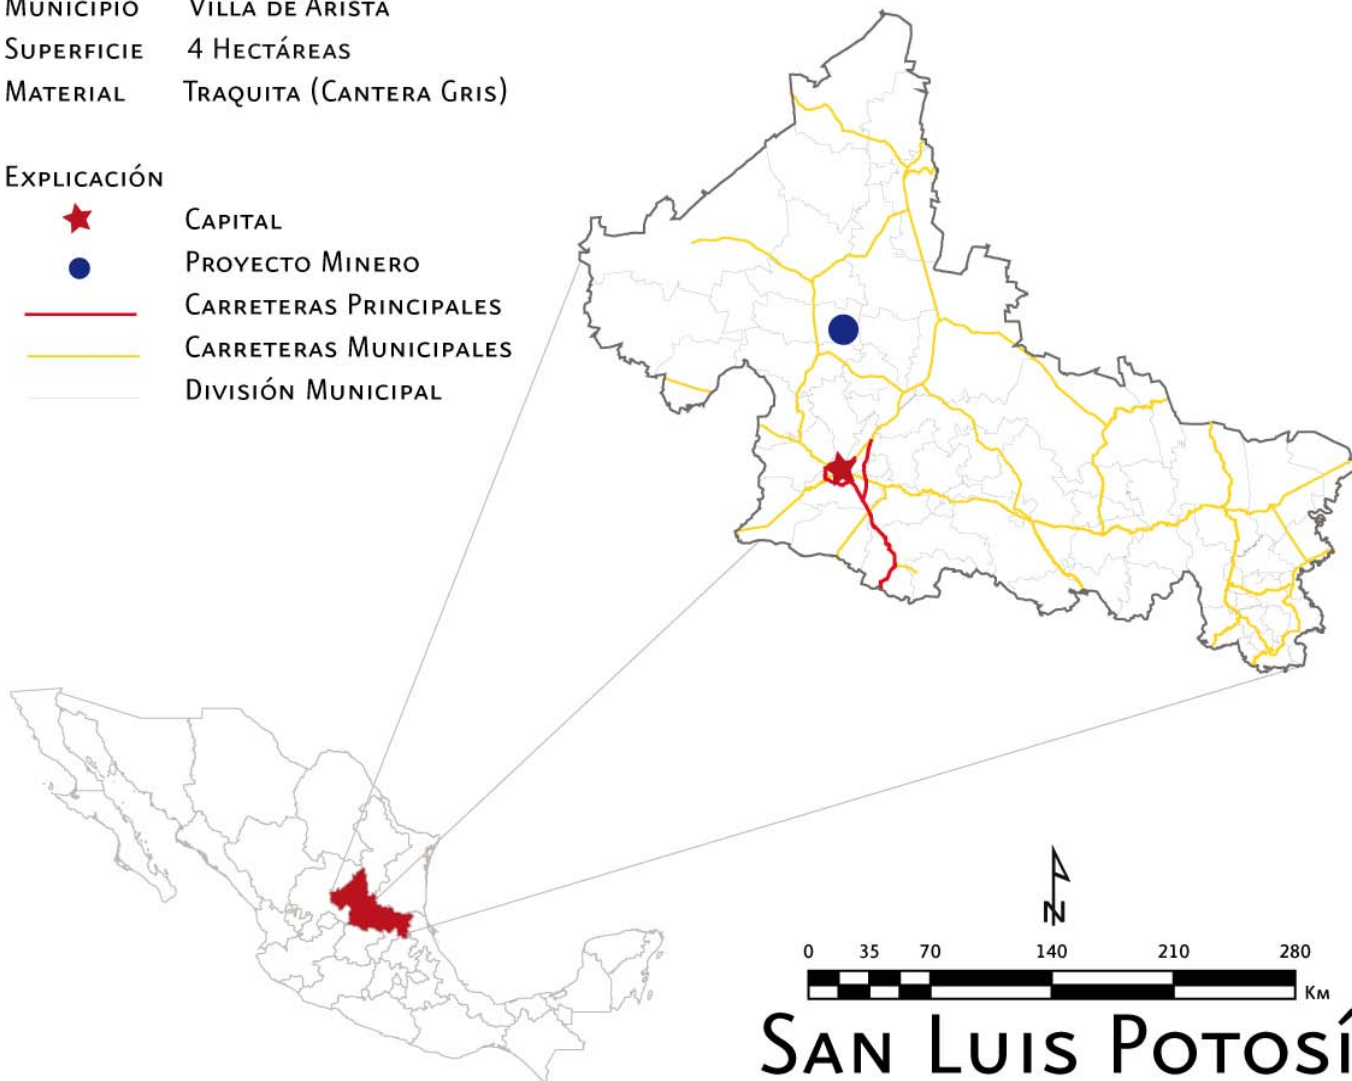 Municipio Villa de Arista
Superficie 4 Hectáreas
Material Traquita (Cantera Gris)
Explicación
Capital
Proyecto Minero
Carreteras Principales
Carreteras Municipales
División Municipal
N
0 35 70 140 210 280
Km
San Luis Potosí